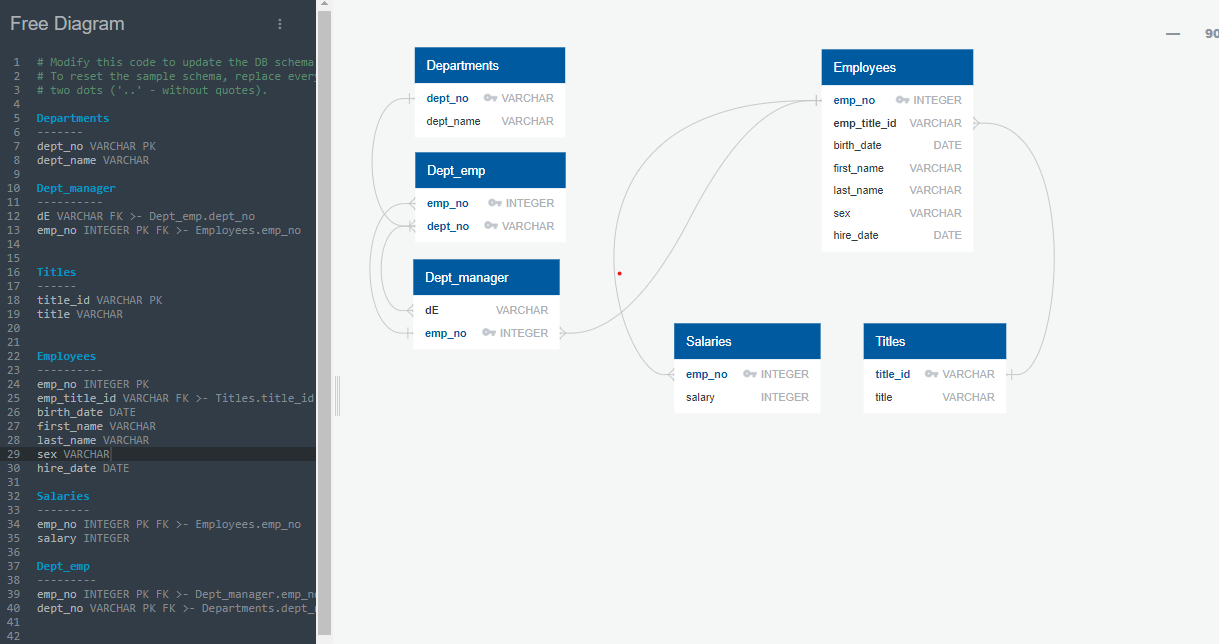 Free Diagram
1 # Modify this code to update the DB schema
2 # To reset the sample schema, replace every
3 # two dots ('..' - without quotes).
4
5 Departments
6 -------
7 dept_no VARCHAR PK
8 dept_name VARCHAR
9
10 Dept_manager
11 ----------
12 dE VARCHAR FK >- Dept_emp.dept_no
13 emp_no INTEGER PK FK >- Employees.emp_no
14
15
16 Titles
17 ------
18 title_id VARCHAR PK
19 title VARCHAR
20
21
22 Employees
23 ----------
24 emp_no INTEGER PK
25 emp_title_id VARCHAR FK >- Titles.title_id
26 birth_date DATE
27 first_name VARCHAR
28 last_name VARCHAR
29 sex VARCHAR
30 hire_date DATE
31
32 Salaries
33 --------
34 emp_no INTEGER PK FK >- Employees.emp_no
35 salary INTEGER
36
37 Dept_emp
38 ---------
39 emp_no INTEGER PK FK >- Dept_manager.emp_no
40 dept_no VARCHAR PK FK >- Departments.dept_
41
42
90
Departments
dept_no VARCHAR
dept_name VARCHAR
Dept_emp
emp_no INTEGER
dept_no VARCHAR
Dept_manager
dE VARCHAR
emp_no INTEGER
Employees
emp_no INTEGER
emp_title_id VARCHAR
birth_date DATE
first_name VARCHAR
last_name VARCHAR
sex VARCHAR
hire_date DATE
Salaries
emp_no INTEGER
salary INTEGER
Titles
title_id VARCHAR
title VARCHAR